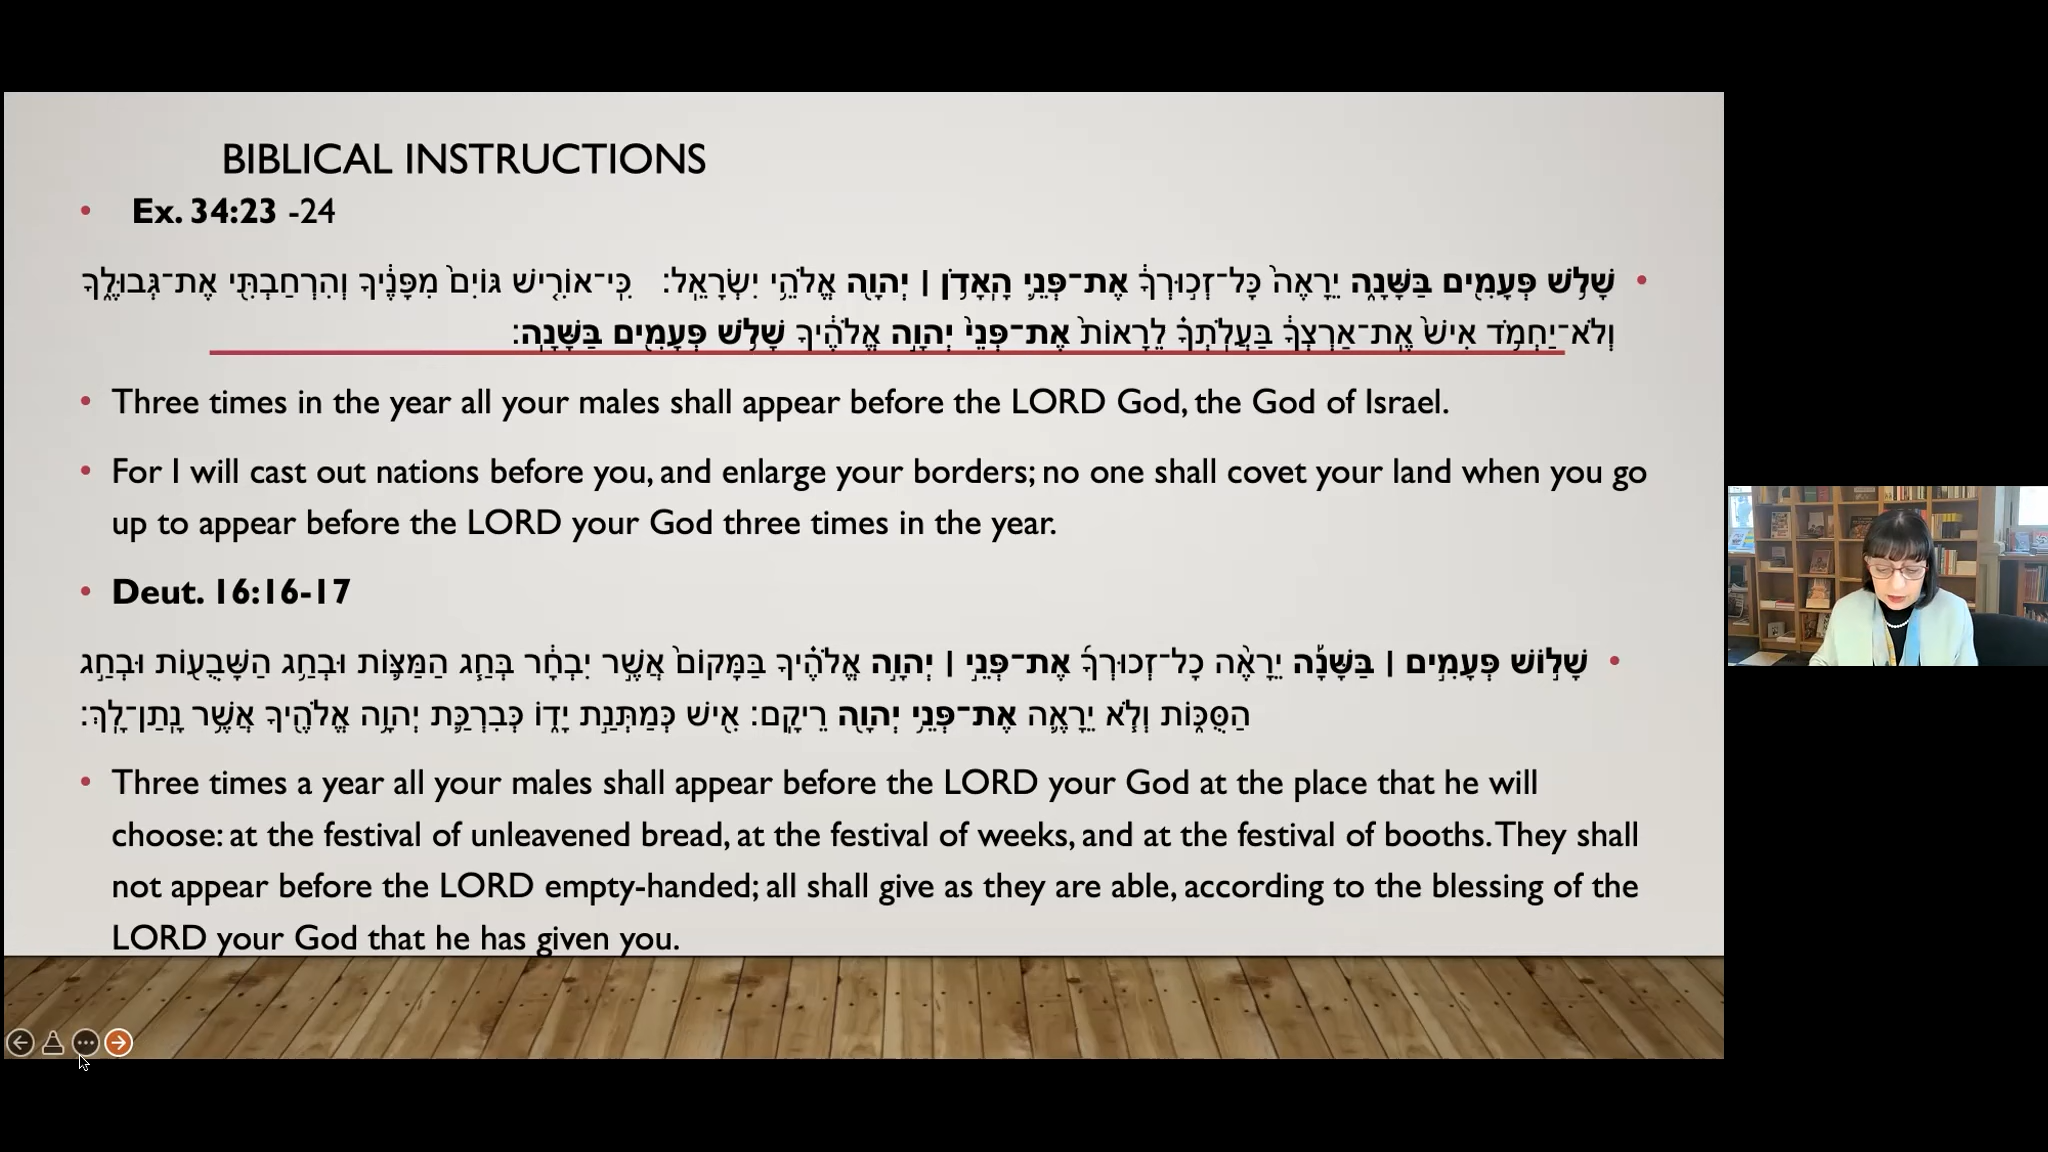 BIBLICAL INSTRUCTIONS
• Ex. 34:23 -24
• שָׁלֹ֥שׁ פְּעָמִ֖ים בַּשָּׁנָ֑ה יֵרָאֶה֙ כׇּל־זְכ֣וּרְךָ֔ אֶת־פְּנֵ֛י הָֽאָדֹ֥ן | יְהוָ֖ה אֱלֹהֵ֥י יִשְׂרָאֵֽל׃ כִּֽי־אוֹרִ֤ישׁ גּוֹיִם֙ מִפָּנֶ֔יךָ וְהִרְחַבְתִּ֖י אֶת־גְּבוּלֶ֑ךָ
וְלֹא־יַחְמֹ֥ד אִישׁ֙ אֶֽת־אַרְצְךָ֔ בַּעֲלֹֽתְךָ֗ לֵרָאוֹת֙ אֶת־פְּנֵי֙ יְהוָ֣ה אֱלֹהֶ֔יךָ שָׁלֹ֥שׁ פְּעָמִ֖ים בַּשָּׁנָֽה׃
• Three times in the year all your males shall appear before the LORD God, the God of Israel.
• For I will cast out nations before you, and enlarge your borders; no one shall covet your land when you go
up to appear before the LORD your God three times in the year.
• Deut. 16:16-17
• שָׁל֣וֹשׁ פְּעָמִ֣ים | בַּשָּׁנָ֡ה יֵרָאֶ֨ה כׇל־זְכוּרְךָ֜ אֶת־פְּנֵ֣י | יְהוָ֣ה אֱלֹהֶ֗יךָ בַּמָּקוֹם֙ אֲשֶׁ֣ר יִבְחָ֔ר בְּחַ֧ג הַמַּצּ֛וֹת וּבְחַ֥ג הַשָּׁבֻע֖וֹת וּבְחַ֣ג
הַסֻּכּ֑וֹת וְלֹ֧א יֵרָאֶ֛ה אֶת־פְּנֵ֥י יְהוָ֖ה רֵיקָֽם׃ אִ֖ישׁ כְּמַתְּנַ֣ת יָד֑וֹ כְּבִרְכַּ֛ת יְהוָ֥ה אֱלֹהֶ֖יךָ אֲשֶׁ֥ר נָֽתַן־לָֽךְ׃
• Three times a year all your males shall appear before the LORD your God at the place that he will
choose: at the festival of unleavened bread, at the festival of weeks, and at the festival of booths. They shall
not appear before the LORD empty-handed; all shall give as they are able, according to the blessing of the
LORD your God that he has given you.